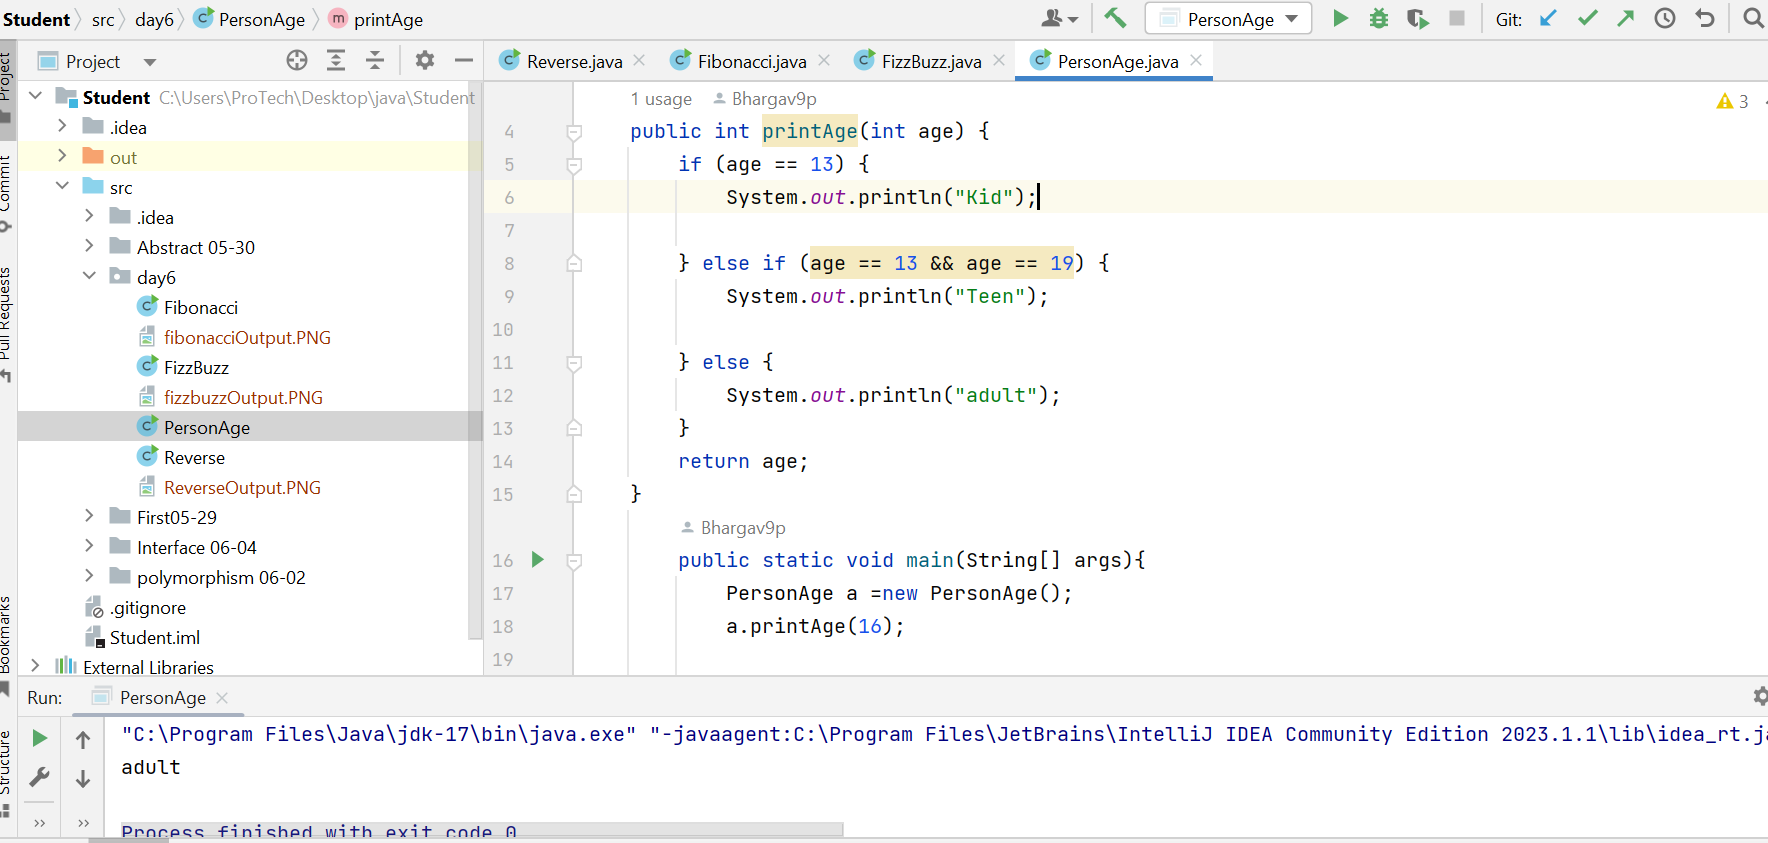 Student src day6 PersonAge printAge PersonAge Git:
Project Reverse.java Fibonacci.java FizzBuzz.java PersonAge.java
Project
Commit
Pull Requests
Bookmarks
Structure
Student C:\Users\ProTech\Desktop\java\Student
.idea
out
src
.idea
Abstract 05-30
day6
Fibonacci
fibonacciOutput.PNG
FizzBuzz
fizzbuzzOutput.PNG
PersonAge
Reverse
ReverseOutput.PNG
First05-29
Interface 06-04
polymorphism 06-02
.gitignore
Student.iml
External Libraries
1 usage Bhargav9p
3
4 public int printAge(int age) {
5 if (age == 13) {
6 System.out.println("Kid");
7
8 } else if (age == 13 && age == 19) {
9 System.out.println("Teen");
10
11 } else {
12 System.out.println("adult");
13 }
14 return age;
15 }
Bhargav9p
16 public static void main(String[] args){
17 PersonAge a =new PersonAge();
18 a.printAge(16);
19
Run: PersonAge
"C:\Program Files\Java\jdk-17\bin\java.exe" "-javaagent:C:\Program Files\JetBrains\IntelliJ IDEA Community Edition 2023.1.1\lib\idea_rt.ja
adult
Process finished with exit code 0